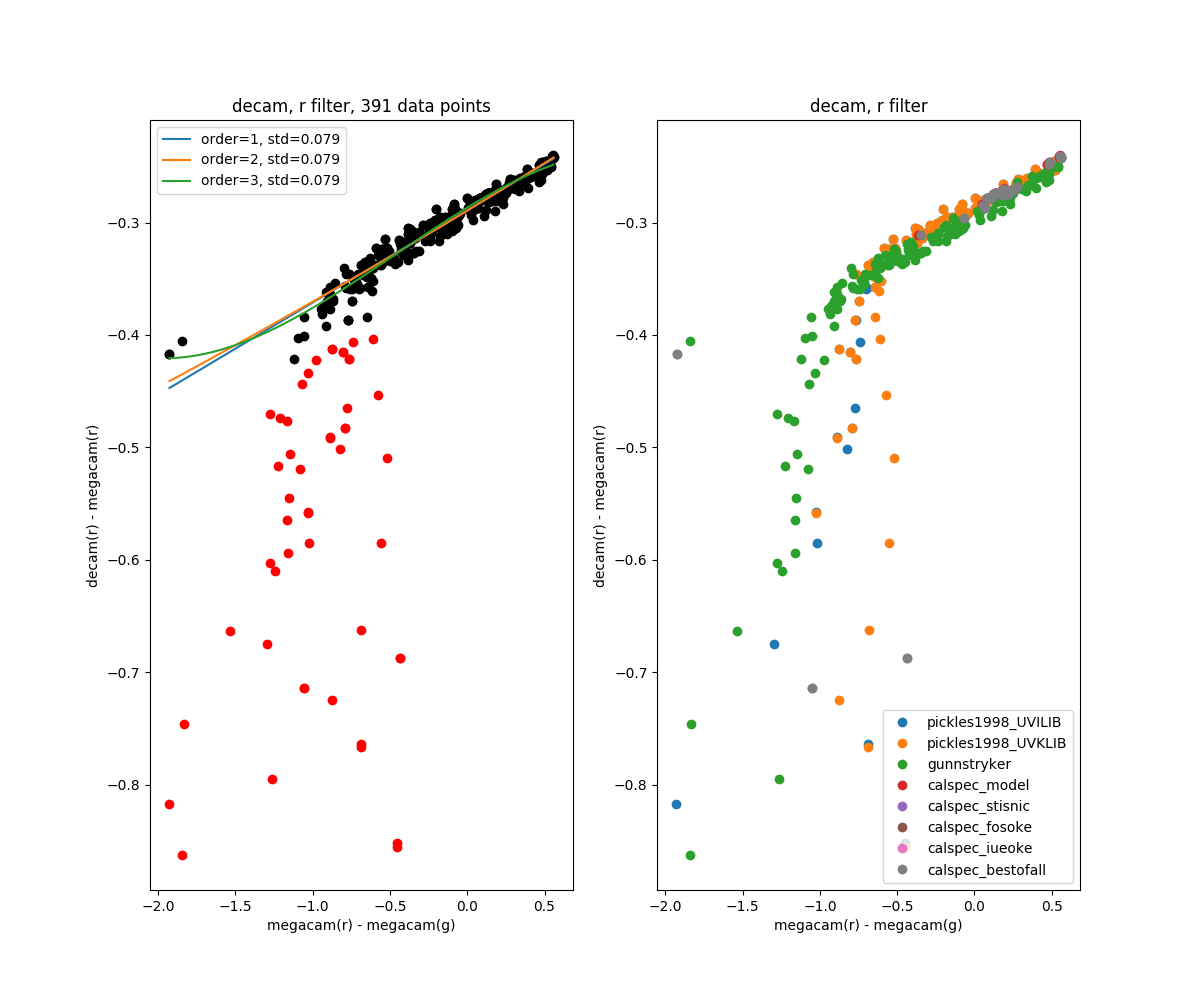 decam, r filter, 391 data points
order=1, std=0.079
order=2, std=0.079
order=3, std=0.079
−0.3
−0.4
−0.5
−0.6
−0.7
−0.8
decam(r) - megacam(r)
−2.0 −1.5 −1.0 −0.5 0.0 0.5
megacam(r) - megacam(g)
decam, r filter
−0.3
−0.4
−0.5
−0.6
−0.7
−0.8
decam(r) - megacam(r)
pickles1998_UVILIB
pickles1998_UVKLIB
gunnstryker
calspec_model
calspec_stisnic
calspec_fosoke
calspec_iueoke
calspec_bestofall
−2.0 −1.5 −1.0 −0.5 0.0 0.5
megacam(r) - megacam(g)